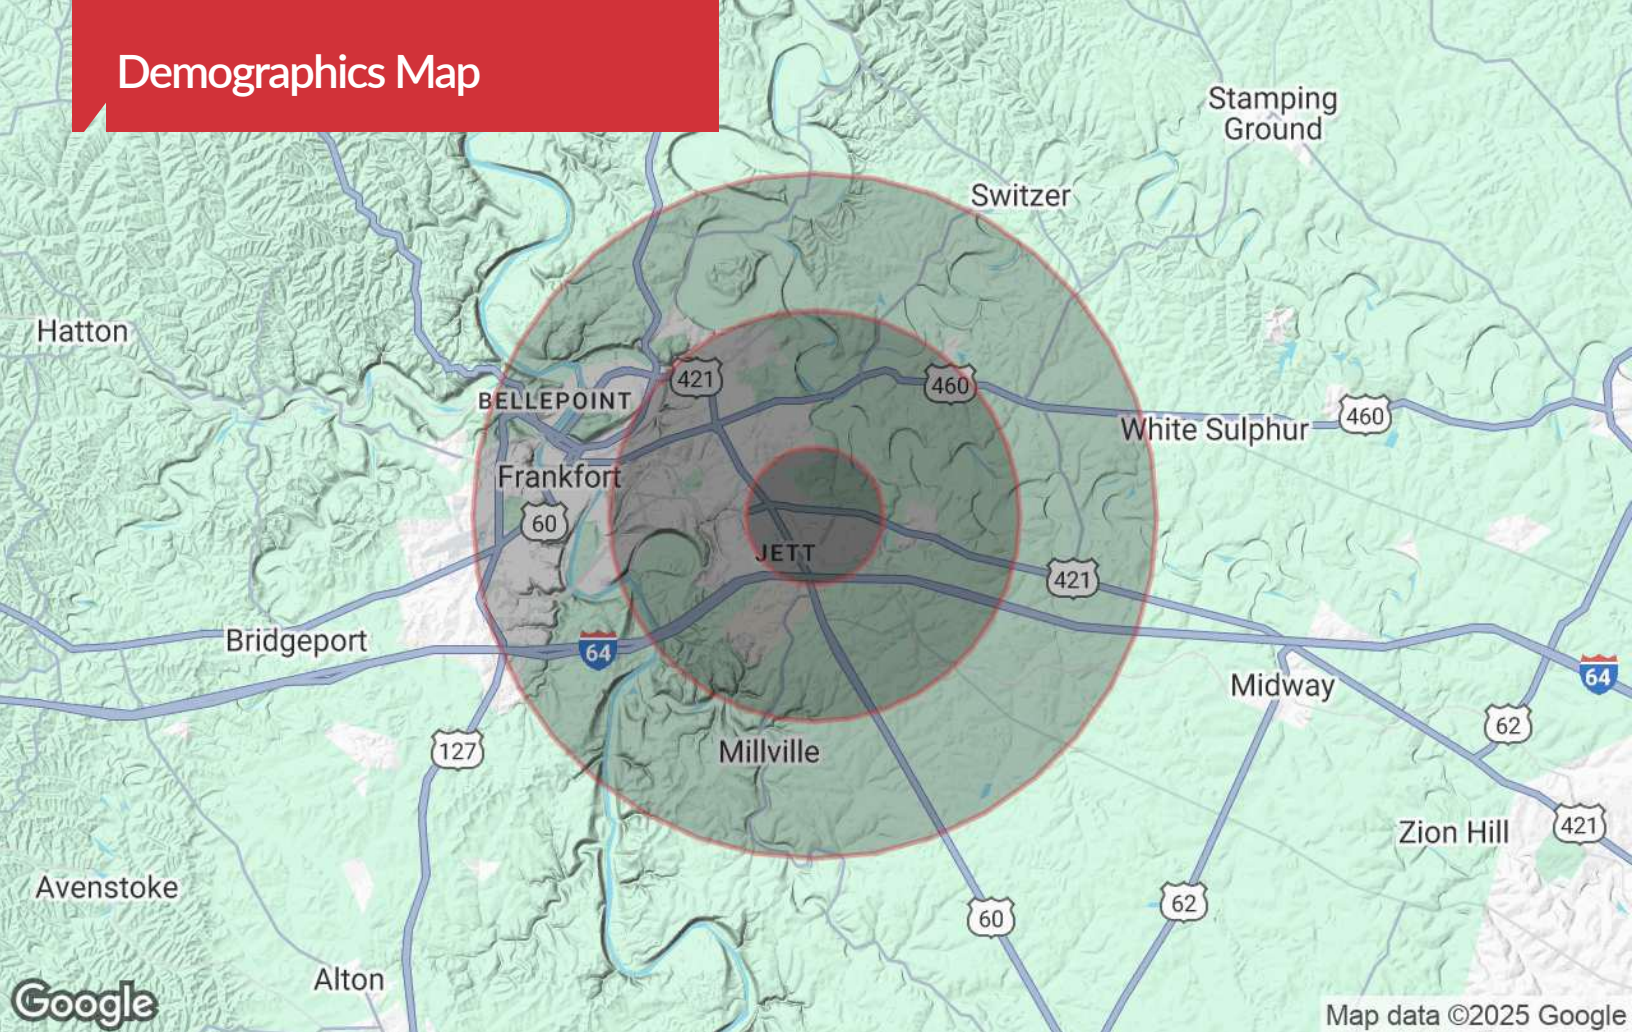 Demographics Map
Stamping
Ground
Switzer
Hatton
421
460
BELLEPOINT
460
White Sulphur
Frankfort
60
JETT
421
Bridgeport
64
64
Midway
62
127
Millville
421
Zion Hill
Avenstoke
62
60
Alton
Google
Map data ©2025 Google